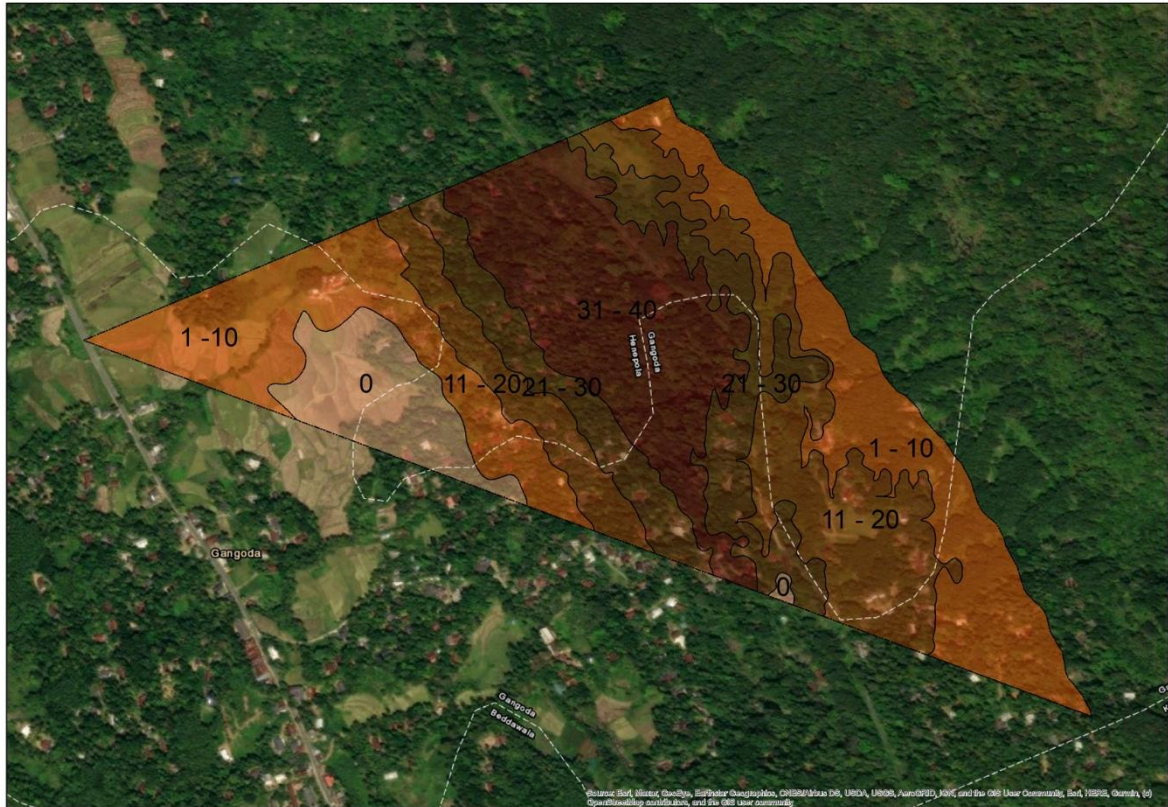 31 - 40
1 -10
Gangoda
Henepola
0
11 - 20
21 - 30
21 - 30
1 - 10
11 - 20
Gangoda
0
Gangoda
Beddawala
Source: Esri, Maxar, GeoEye, Earthstar Geographics, CNES/Airbus DS, USDA, USGS, AeroGRID, IGN, and the GIS User Community, Esri, HERE, Garmin, (c)
OpenStreetMap contributors, and the GIS user community